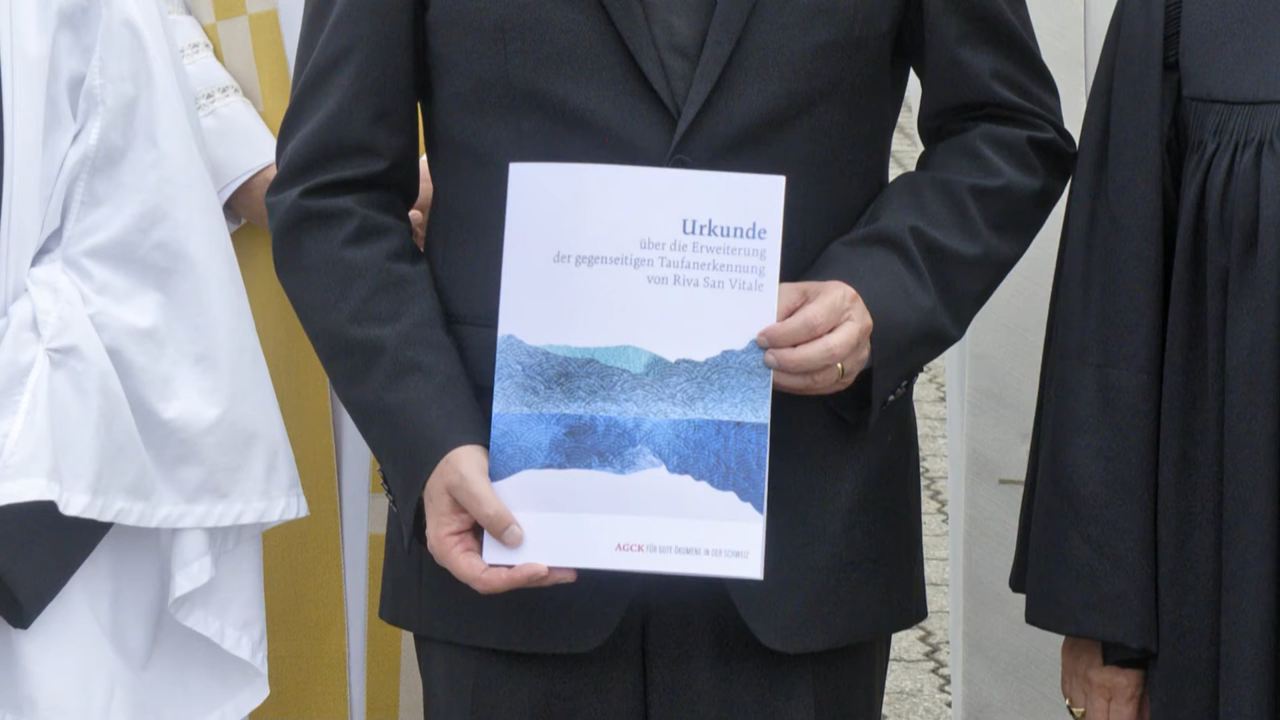 Urkunde
über die Erweiterung
der gegenseitigen Taufanerkennung
von Riva San Vitale
AGCK FÜR GUTE ÖKUMENE IN DER SCHWEIZ